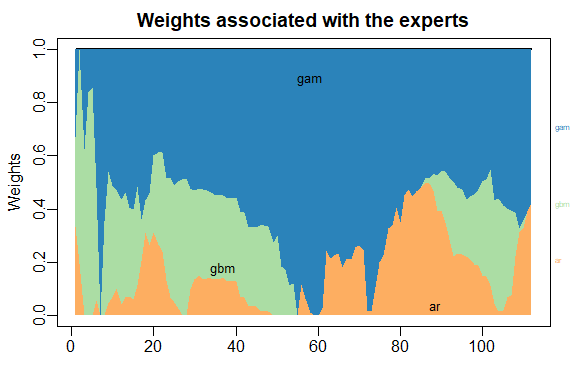 Weights associated with the experts
Weights
1.0
0.8
0.6
0.4
0.2
0.0
gam
gbm
ar
gam
gbm
ar
0 20 40 60 80 100